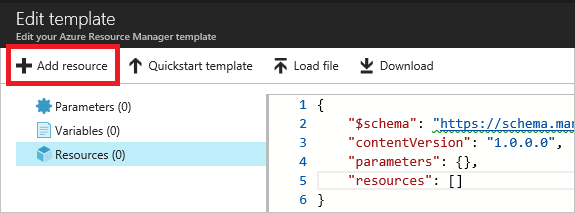 Edit template
Edit your Azure Resource Manager template
Add resource
Quickstart template
Load file
Download
Parameters (0)
Variables (0)
Resources (0)
1 {
2 "$schema": "https://schema.man
3 "contentVersion": "1.0.0.0",
4 "parameters": {},
5 "resources": []
6 }